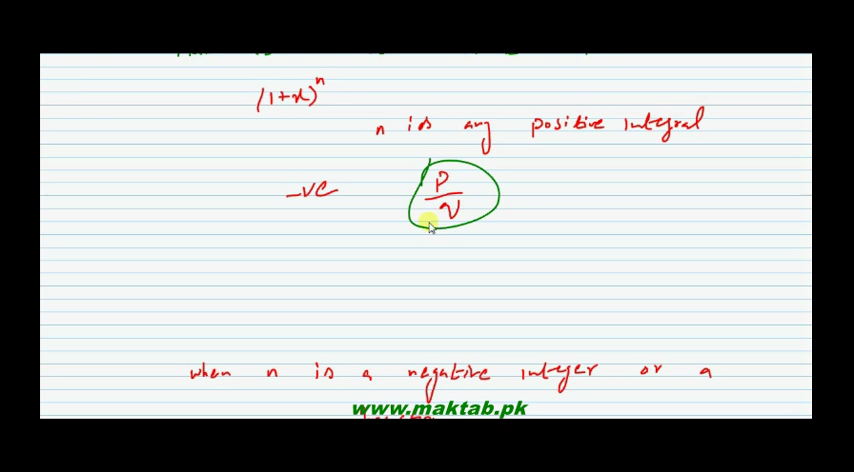 (1+x)^n
n is any positive integral
-ve p/q
when n is a negative integer or a
www.maktab.pk